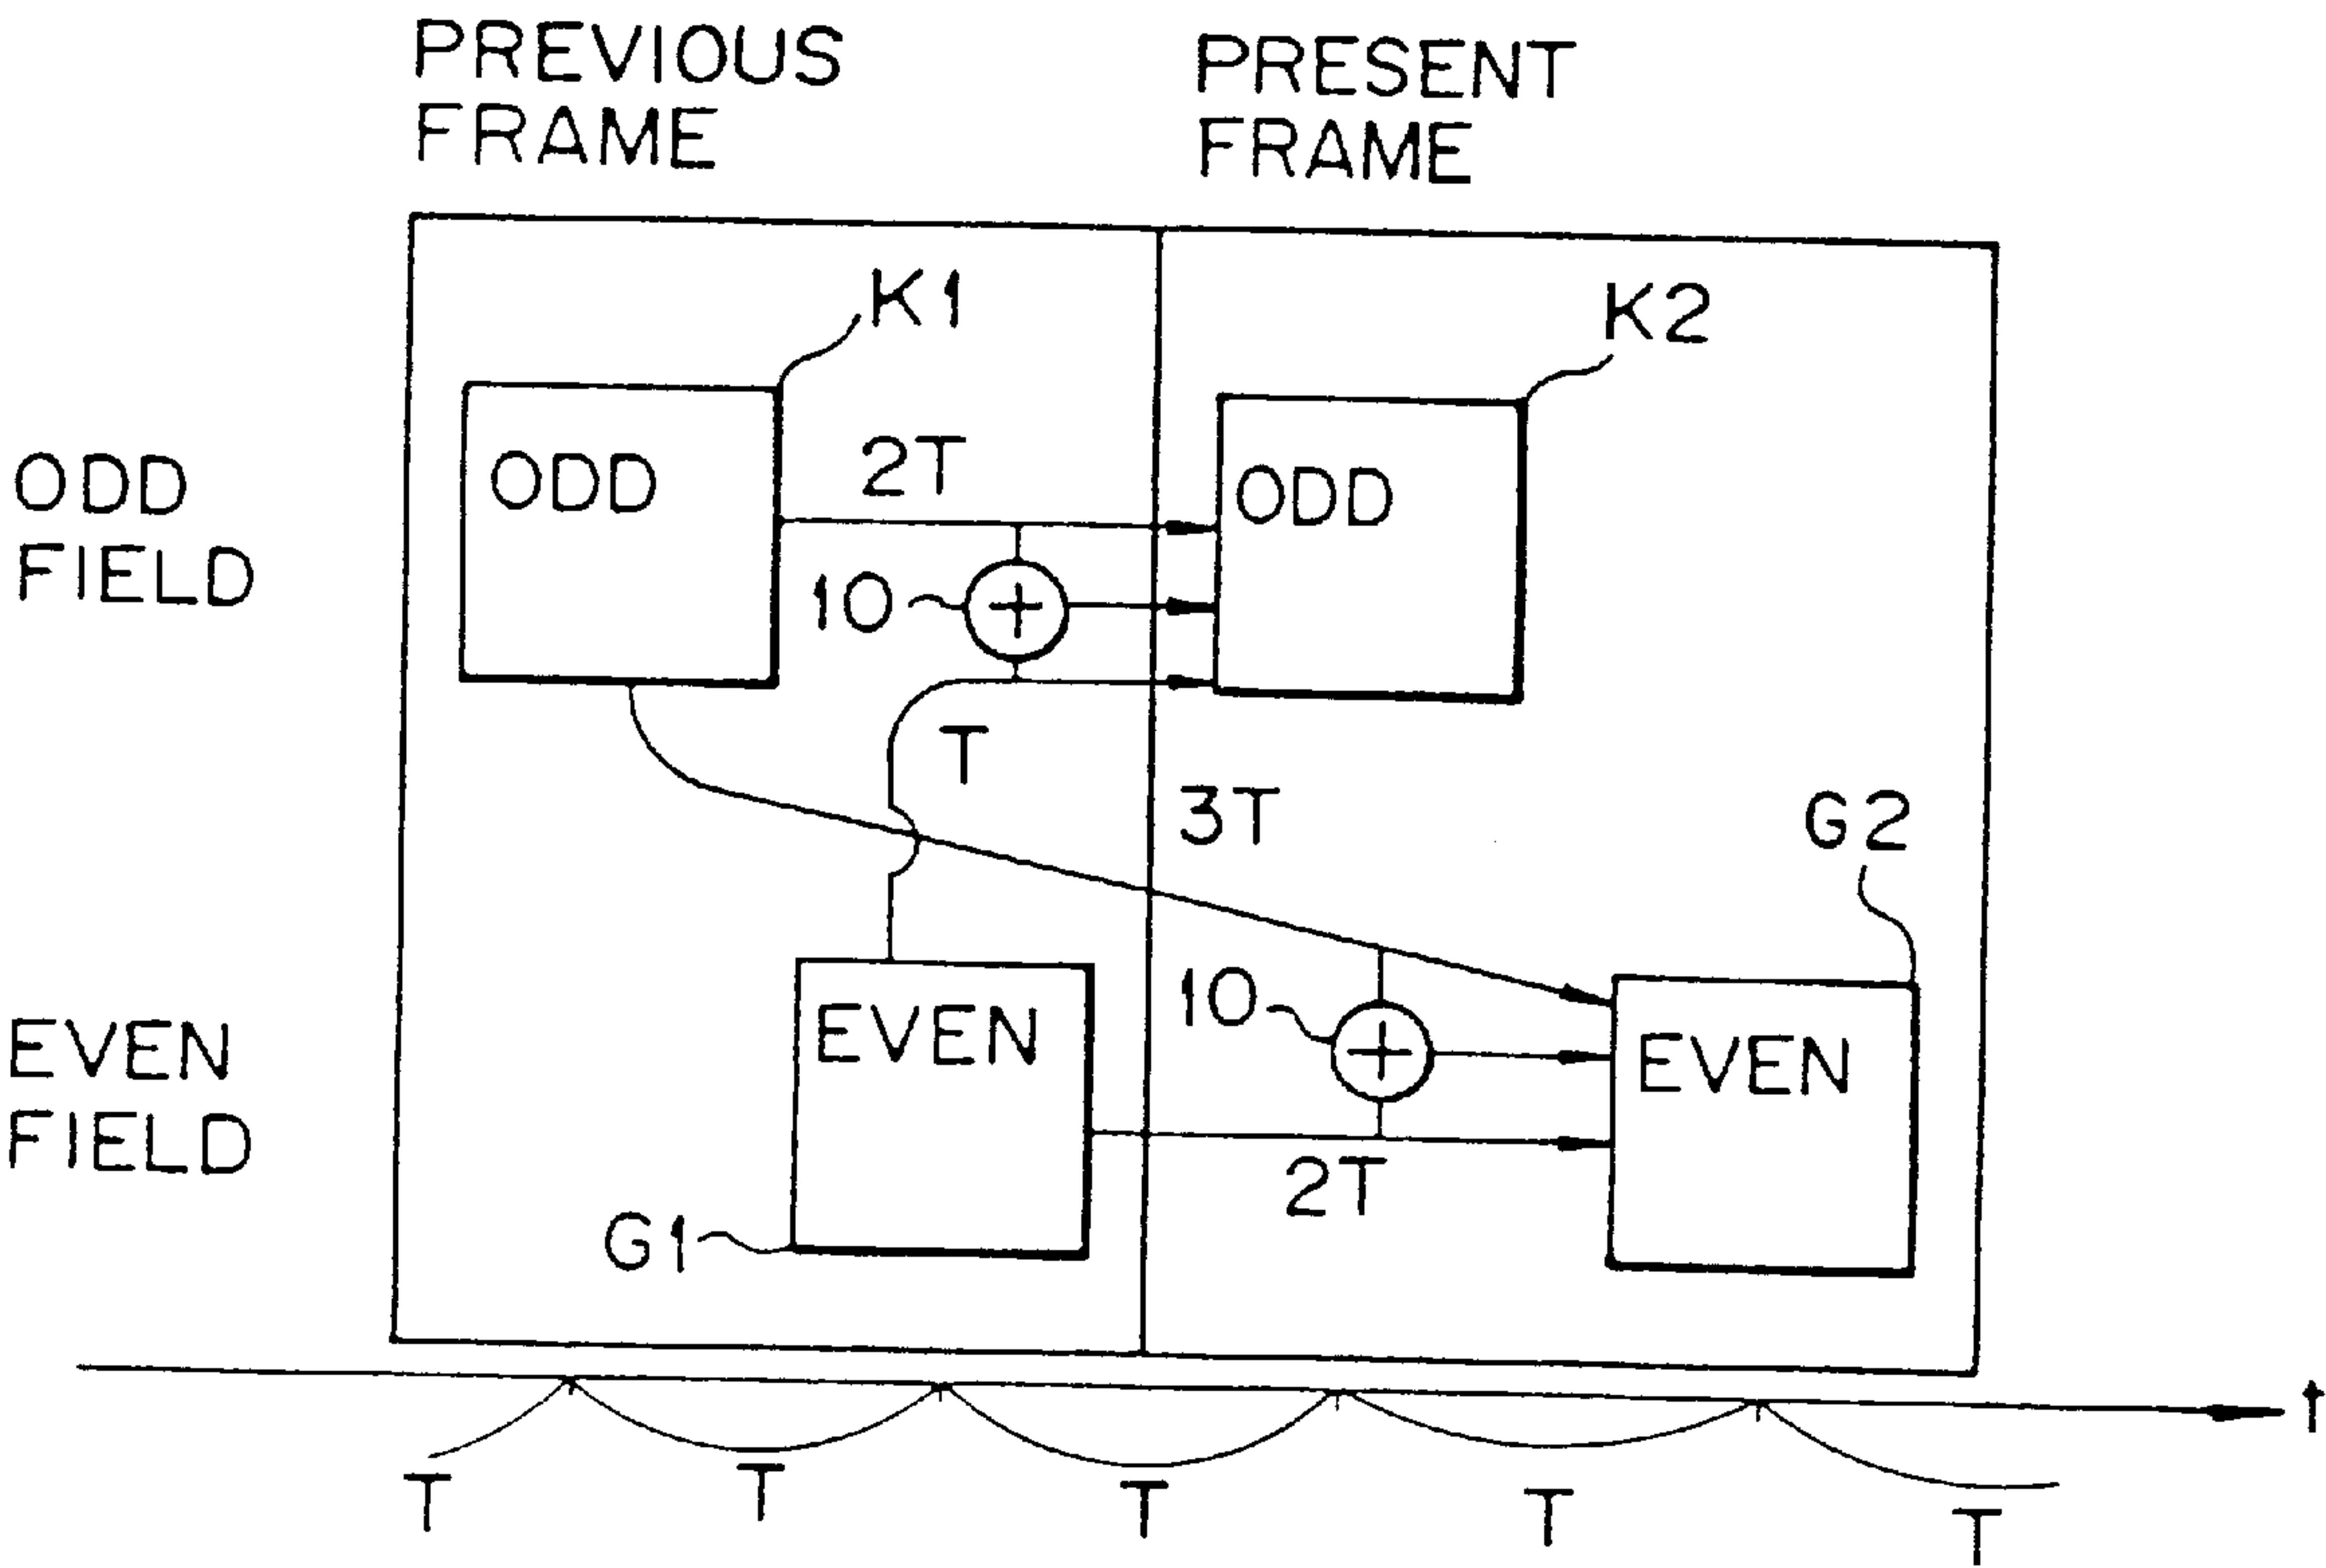 PREVIOUS
FRAME
PRESENT
FRAME
K1
K2
ODD
FIELD
ODD
2T
ODD
10
T
3T
G2
EVEN
FIELD
EVEN
10
EVEN
2T
G1
t
T
T
T
T
T